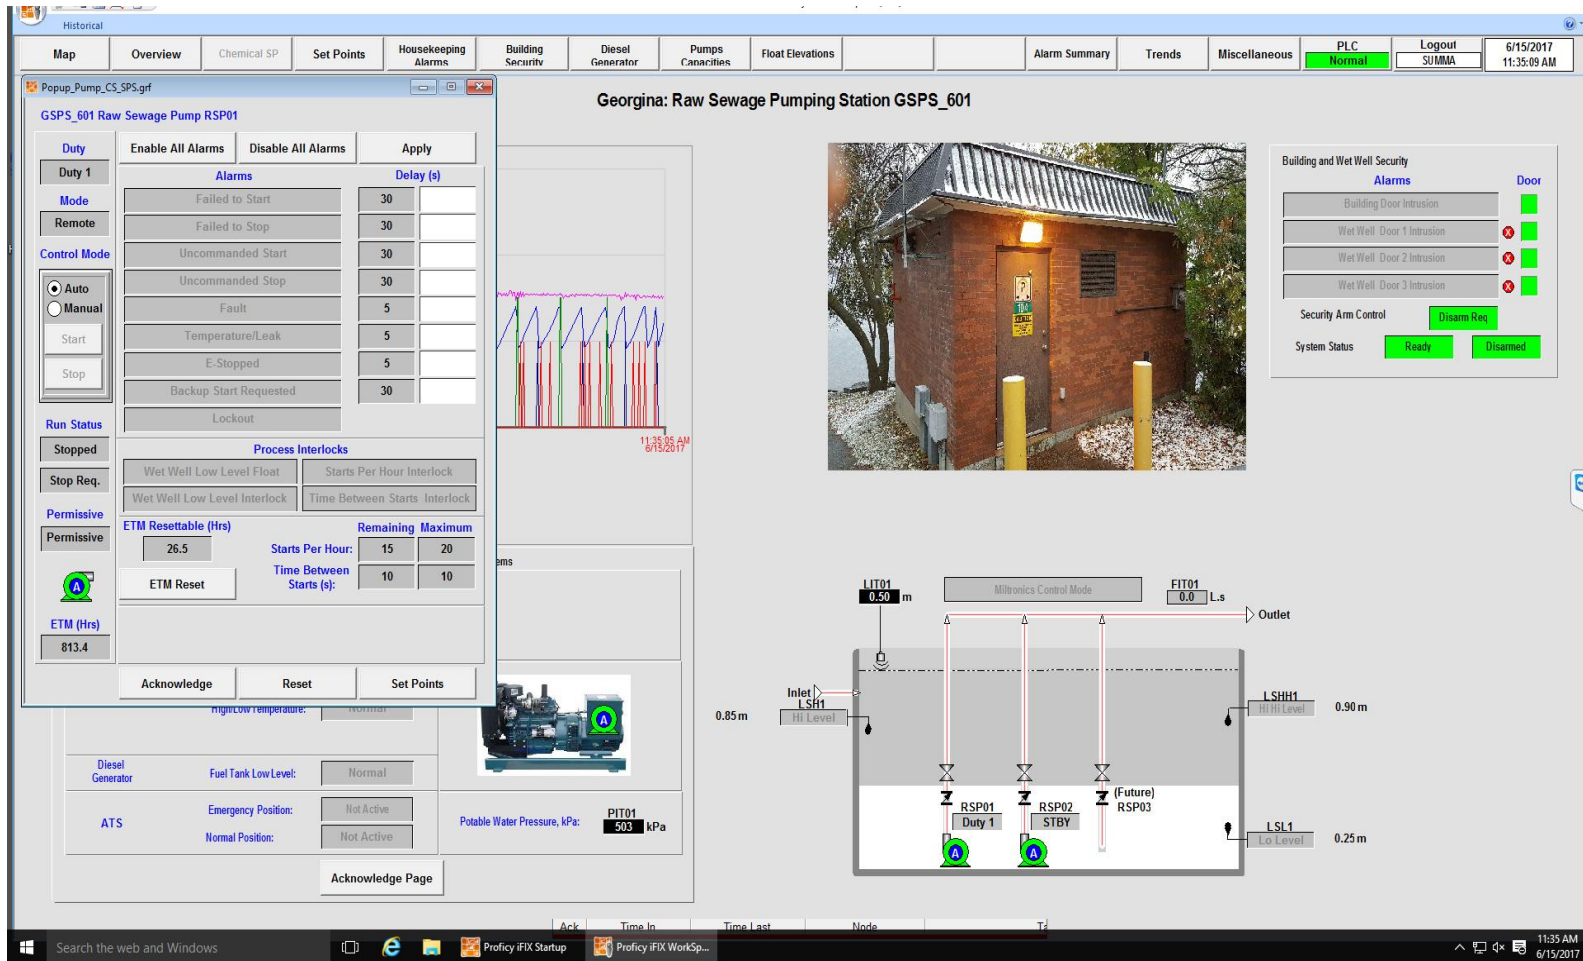 Historical
Map
Overview
Chemical SP
Set Points
Housekeeping
Alarms
Building
Security
Diesel
Generator
Pumps
Capacities
Float Elevations
Alarm Summary
Trends
Miscellaneous
PLC
Normal
Logout
SUMMA
6/15/2017
11:35:09 AM
Popup_Pump_CS_SPS.grf
GSPS_601 Raw Sewage Pump RSP01
Duty
Duty 1
Mode
Remote
Control Mode
Auto
Manual
Start
Stop
Run Status
Stopped
Stop Req.
Permissive
Permissive
A
ETM (Hrs)
813.4
Enable All Alarms
Disable All Alarms
Apply
Alarms
Delay (s)
Failed to Start
30
Failed to Stop
30
Uncommanded Start
30
Uncommanded Stop
30
Fault
5
Temperature/Leak
5
E-Stopped
5
Backup Start Requested
30
Lockout
Process Interlocks
Wet Well Low Level Float
Starts Per Hour Interlock
Wet Well Low Level Interlock
Time Between Starts Interlock
ETM Resettable (Hrs)
26.5
ETM Reset
Remaining Maximum
Starts Per Hour:
15
20
Time Between
Starts (s):
10
10
Acknowledge
Reset
Set Points
Georgina: Raw Sewage Pumping Station GSPS_601
11:35:05 AM
6/15/2017
Building and Wet Well Security
Alarms
Door
Building Door Intrusion
Wet Well Door 1 Intrusion
X
Wet Well Door 2 Intrusion
X
Wet Well Door 3 Intrusion
X
Security Arm Control
Disarm Req
System Status
Ready
Disarmed
ems
High/Low Temperature:
Normal
Diesel
Generator
Fuel Tank Low Level:
Normal
ATS
Emergency Position:
Not Active
Normal Position:
Not Active
A
Potable Water Pressure, kPa:
PIT01
503 kPa
Acknowledge Page
LIT01
0.50 m
Miltronics Control Mode
FIT01
0.0 L.s
Outlet
Inlet
LSH1
0.85 m
Hi Level
LSHH1
Hi Hi Level
0.90 m
RSP01
Duty 1
A
RSP02
STBY
A
(Future)
RSP03
LSL1
Lo Level
0.25 m
Ack
Time In
Time Last
Node
Search the web and Windows
Proficy iFIX Startup
Proficy iFIX WorkSp...
11:35 AM
6/15/2017